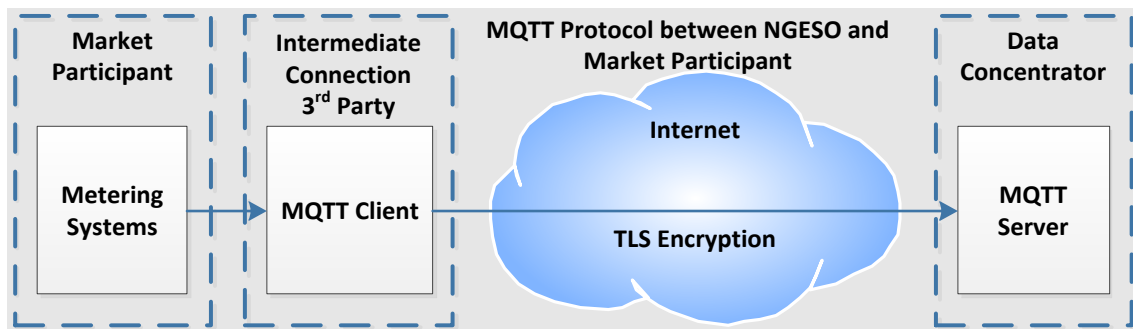 Market
Participant
Metering
Systems
Intermediate
Connection
3rd Party
MQTT Client
MQTT Protocol between NGESO and
Market Participant
Internet
TLS Encryption
Data
Concentrator
MQTT
Server